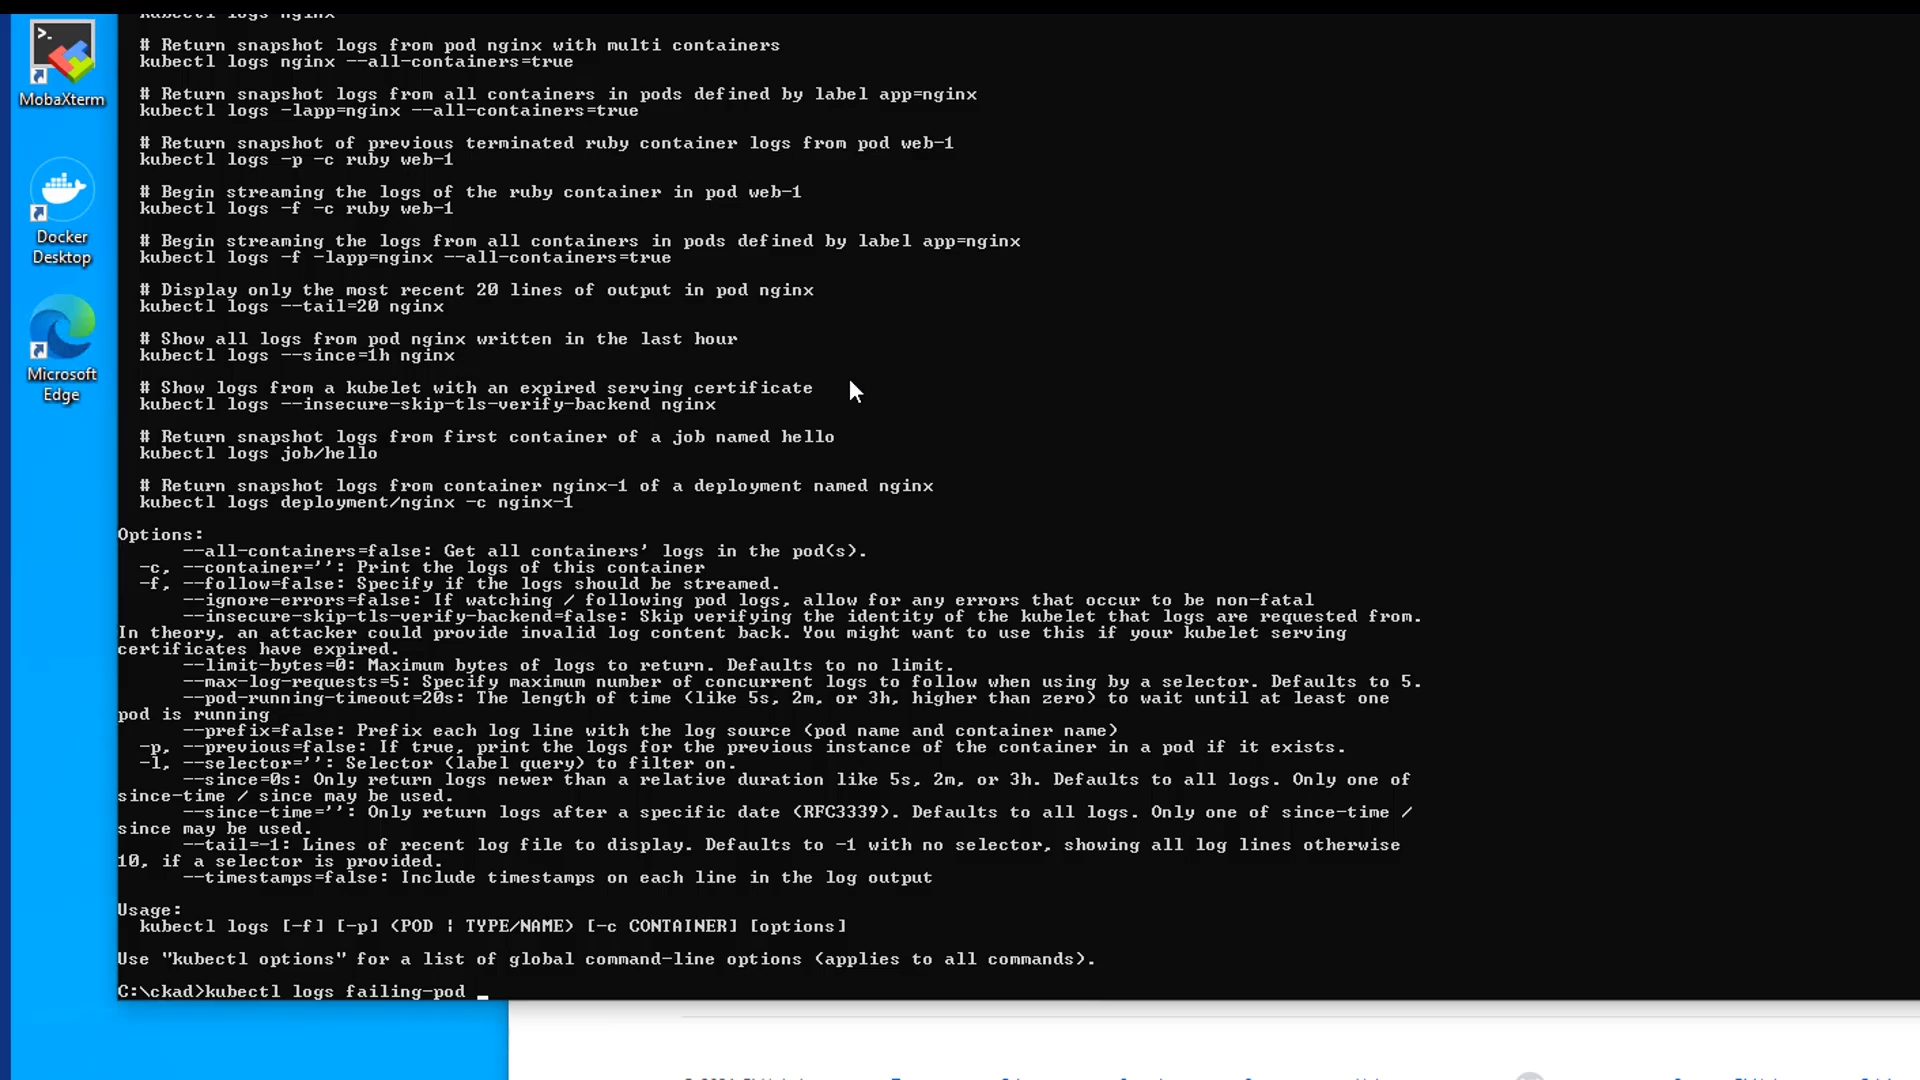 kubectl logs nginx
# Return snapshot logs from pod nginx with multi containers
kubectl logs nginx --all-containers=true
# Return snapshot logs from all containers in pods defined by label app=nginx
kubectl logs -lapp=nginx --all-containers=true
# Return snapshot of previous terminated ruby container logs from pod web-1
kubectl logs -p -c ruby web-1
# Begin streaming the logs of the ruby container in pod web-1
kubectl logs -f -c ruby web-1
# Begin streaming the logs from all containers in pods defined by label app=nginx
kubectl logs -f -lapp=nginx --all-containers=true
# Display only the most recent 20 lines of output in pod nginx
kubectl logs --tail=20 nginx
# Show all logs from pod nginx written in the last hour
kubectl logs --since=1h nginx
# Show logs from a kubelet with an expired serving certificate
kubectl logs --insecure-skip-tls-verify-backend nginx
# Return snapshot logs from first container of a job named hello
kubectl logs job/hello
# Return snapshot logs from container nginx-1 of a deployment named nginx
kubectl logs deployment/nginx -c nginx-1
Options:
--all-containers=false: Get all containers' logs in the pod(s).
-c, --container='': Print the logs of this container
-f, --follow=false: Specify if the logs should be streamed.
--ignore-errors=false: If watching / following pod logs, allow for any errors that occur to be non-fatal
--insecure-skip-tls-verify-backend=false: Skip verifying the identity of the kubelet that logs are requested from.
In theory, an attacker could provide invalid log content back. You might want to use this if your kubelet serving
certificates have expired.
--limit-bytes=0: Maximum bytes of logs to return. Defaults to no limit.
--max-log-requests=5: Specify maximum number of concurrent logs to follow when using by a selector. Defaults to 5.
--pod-running-timeout=20s: The length of time (like 5s, 2m, or 3h, higher than zero) to wait until at least one
pod is running
--prefix=false: Prefix each log line with the log source (pod name and container name)
-p, --previous=false: If true, print the logs for the previous instance of the container in a pod if it exists.
-l, --selector='': Selector (label query) to filter on.
--since=0s: Only return logs newer than a relative duration like 5s, 2m, or 3h. Defaults to all logs. Only one of
since-time / since may be used.
--since-time='': Only return logs after a specific date (RFC3339). Defaults to all logs. Only one of since-time /
since may be used.
--tail=-1: Lines of recent log file to display. Defaults to -1 with no selector, showing all log lines otherwise
10, if a selector is provided.
--timestamps=false: Include timestamps on each line in the log output
Usage:
kubectl logs [-f] [-p] (POD | TYPE/NAME) [-c CONTAINER] [options]
Use "kubectl options" for a list of global command-line options (applies to all commands).
C:\ckad>kubectl logs failing-pod _
MobaXterm
Docker
Desktop
Microsoft
Edge